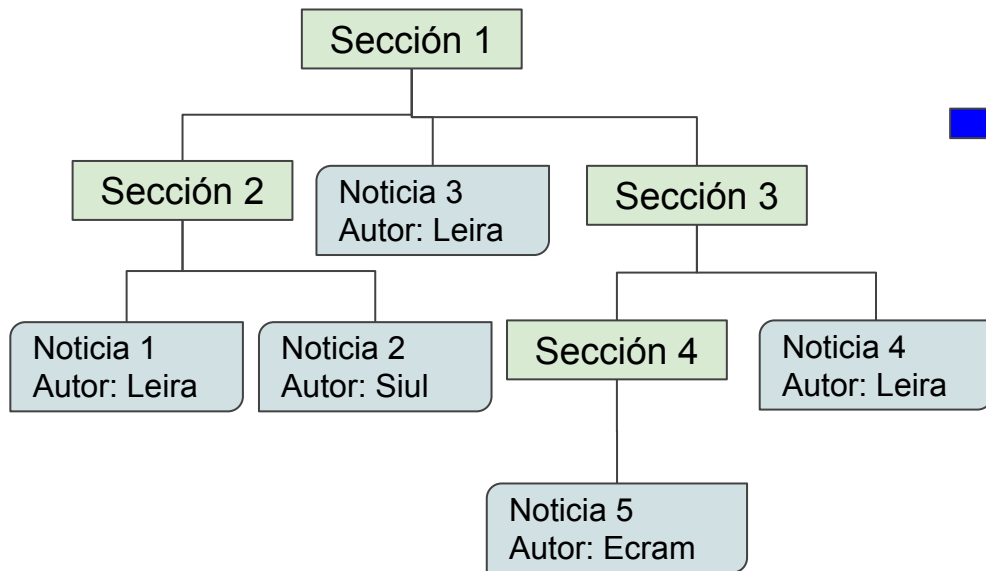 Sección 1
Sección 2
Noticia 3
Autor: Leira
Sección 3
Noticia 1
Autor: Leira
Noticia 2
Autor: Siul
Sección 4
Noticia 4
Autor: Leira
Noticia 5
Autor: Ecram